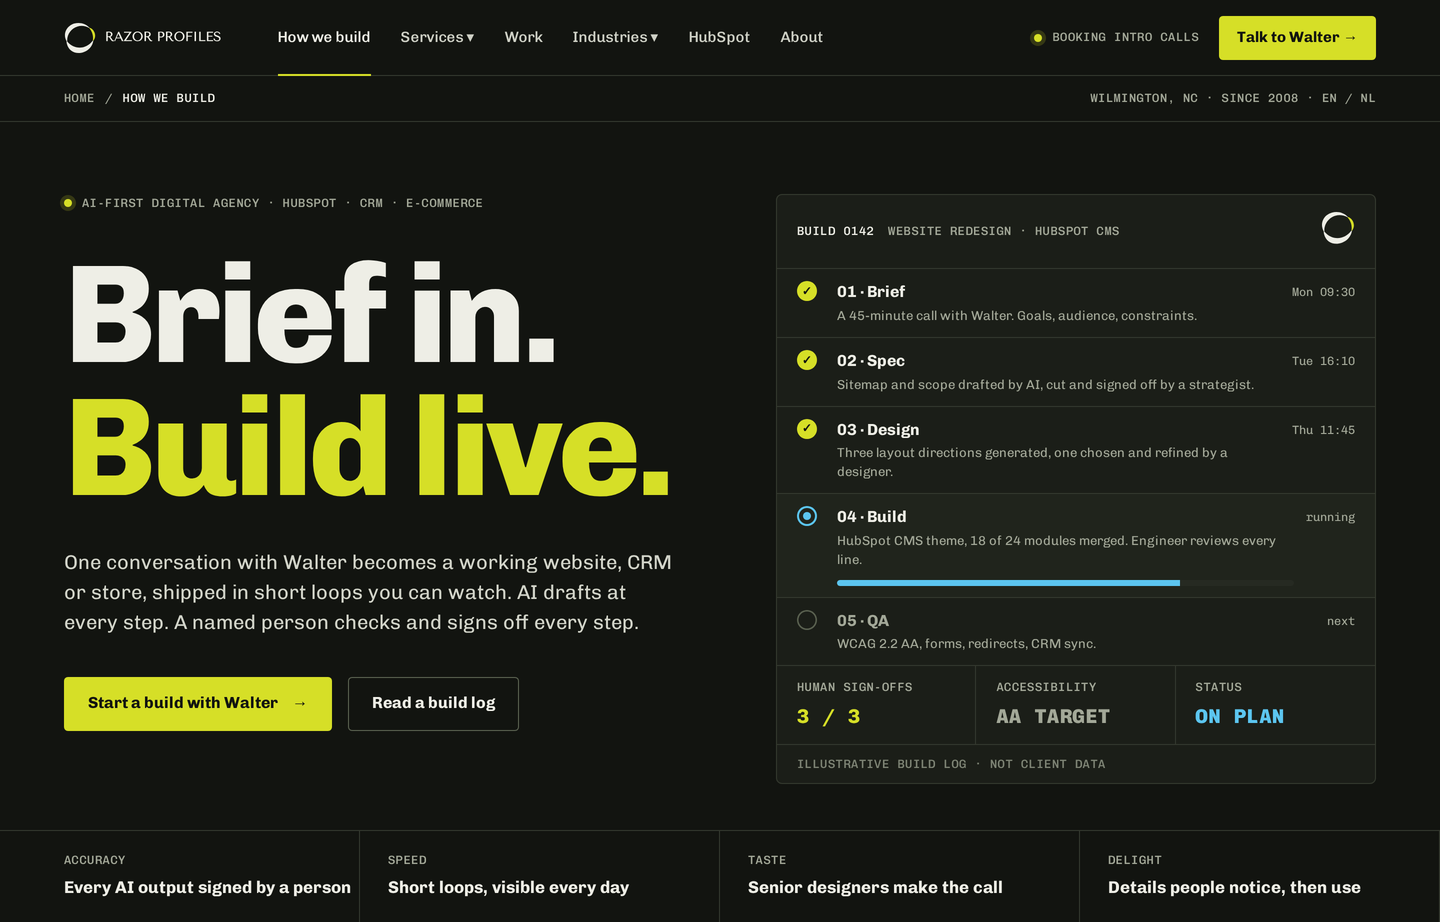 RAZOR PROFILES
How we build
Services ▾
Work
Industries ▾
HubSpot
About
BOOKING INTRO CALLS
Talk to Walter →
HOME / HOW WE BUILD
WILMINGTON, NC · SINCE 2008 · EN / NL
AI-FIRST DIGITAL AGENCY · HUBSPOT · CRM · E-COMMERCE
Brief in.
Build live.
One conversation with Walter becomes a working website, CRM
or store, shipped in short loops you can watch. AI drafts at
every step. A named person checks and signs off every step.
Start a build with Walter →
Read a build log
BUILD 0142 WEBSITE REDESIGN · HUBSPOT CMS
✓ 01 · Brief Mon 09:30
A 45-minute call with Walter. Goals, audience, constraints.
✓ 02 · Spec Tue 16:10
Sitemap and scope drafted by AI, cut and signed off by a strategist.
✓ 03 · Design Thu 11:45
Three layout directions generated, one chosen and refined by a
designer.
04 · Build running
HubSpot CMS theme, 18 of 24 modules merged. Engineer reviews every
line.
05 · QA next
WCAG 2.2 AA, forms, redirects, CRM sync.
HUMAN SIGN-OFFS
3 / 3
ACCESSIBILITY
AA TARGET
STATUS
ON PLAN
ILLUSTRATIVE BUILD LOG · NOT CLIENT DATA
ACCURACY
Every AI output signed by a person
SPEED
Short loops, visible every day
TASTE
Senior designers make the call
DELIGHT
Details people notice, then use